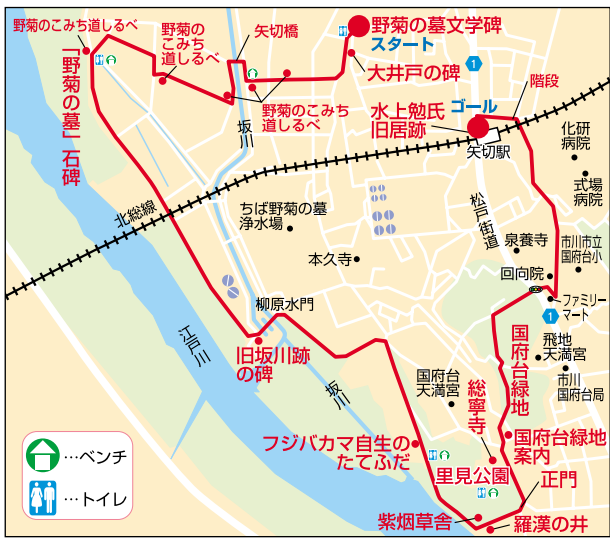 野菊のこみち道しるべ
野菊の
こみち
道しるべ
矢切橋
野菊の墓文学碑
スタート
大井戸の碑
1
階段
「野菊の墓」石碑
野菊のこみち
道しるべ
坂川
水上勉氏
旧居跡
ゴール
矢切駅
化研
病院
式場
病院
北総線
ちば野菊の墓
浄水場
本久寺
松戸街道
泉養寺
市川市立
国府台小
回向院
ファミリー
マート
1
柳原水門
江戸川
旧坂川跡
の碑
坂川
国府台
天満宮
総寧寺
国府台緑地
飛地
天満宮
市川
国府台局
フジバカマ自生の
たてふだ
国府台緑地
案内
里見公園
正門
紫烟草舎
羅漢の井
…ベンチ
…トイレ